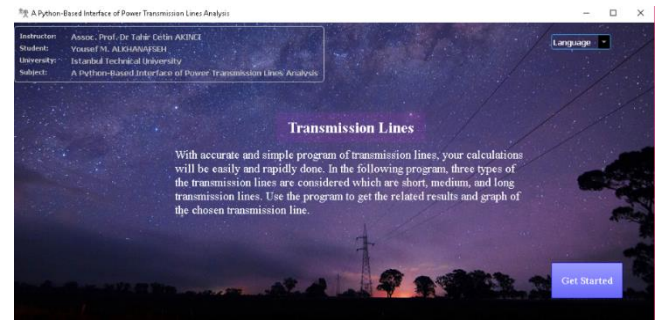 A Python-Based Interface of Power Transmission Lines Analysis
Instructor: Assoc. Prof. Dr Tahir Cetin AKINCI
Student: Yousef M. ALKHANAFSEH
University: Istanbul Technical University
Subject: A Python-Based Interface of Power Transmission Lines Analysis
Language
Transmission Lines
With accurate and simple program of transmission lines, your calculations
will be easily and rapidly done. In the following program, three types of
the transmission lines are considered which are short, medium, and long
transmission lines. Use the program to get the related results and graph of
the chosen transmission line.
Get Started